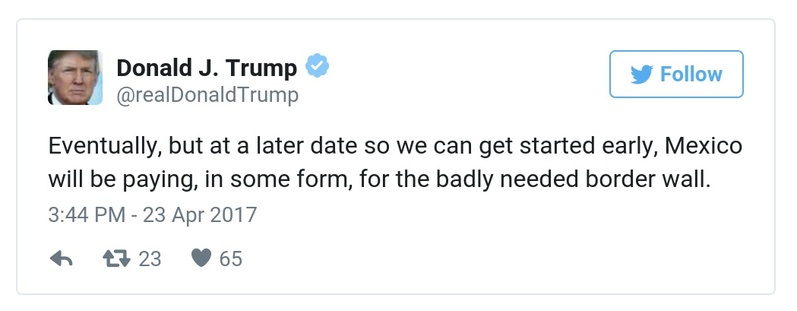 Donald J. Trump
@realDonaldTrump
Follow
Eventually, but at a later date so we can get started early, Mexico
will be paying, in some form, for the badly needed border wall.
3:44 PM - 23 Apr 2017
23 65